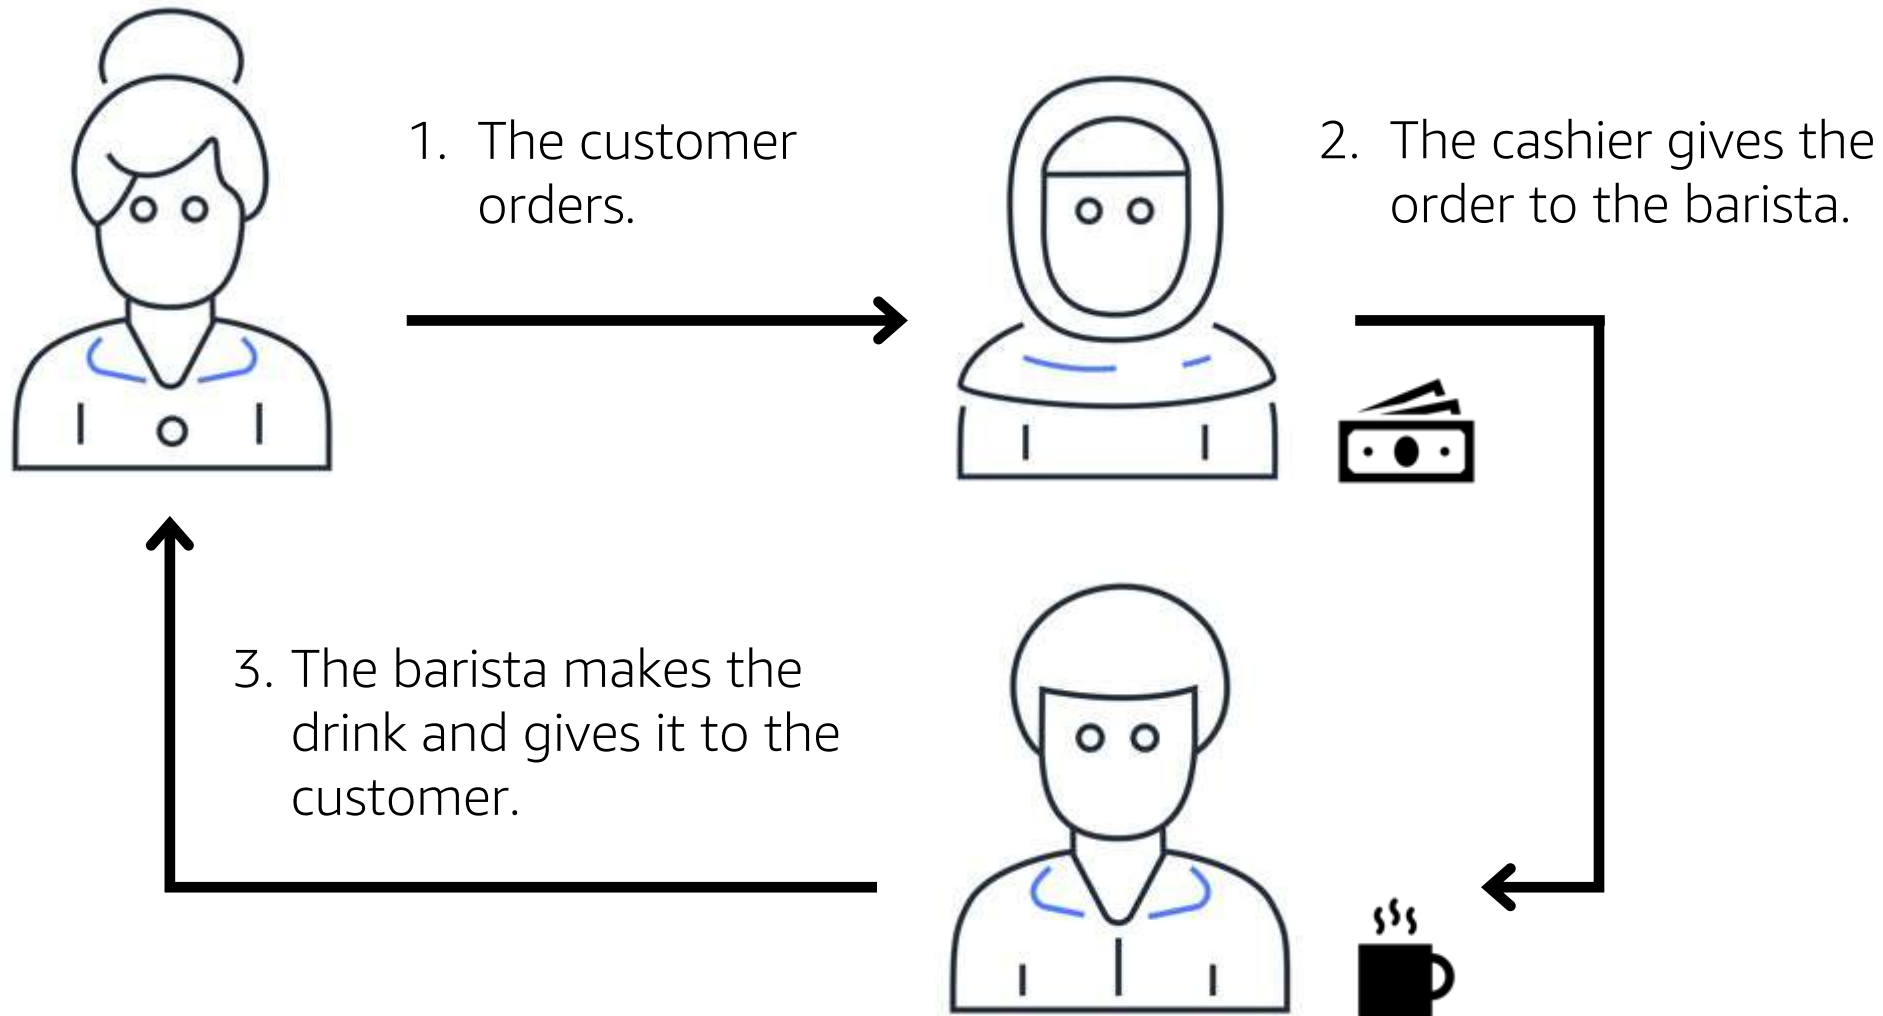 1. The customer
orders.
2. The cashier gives the
order to the barista.
3. The barista makes the
drink and gives it to the
customer.